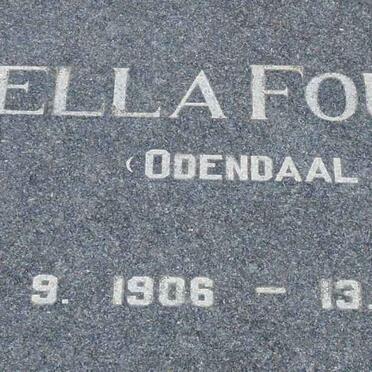 ELLA FOU
(ODENDAAL
9. 1906 – 13.